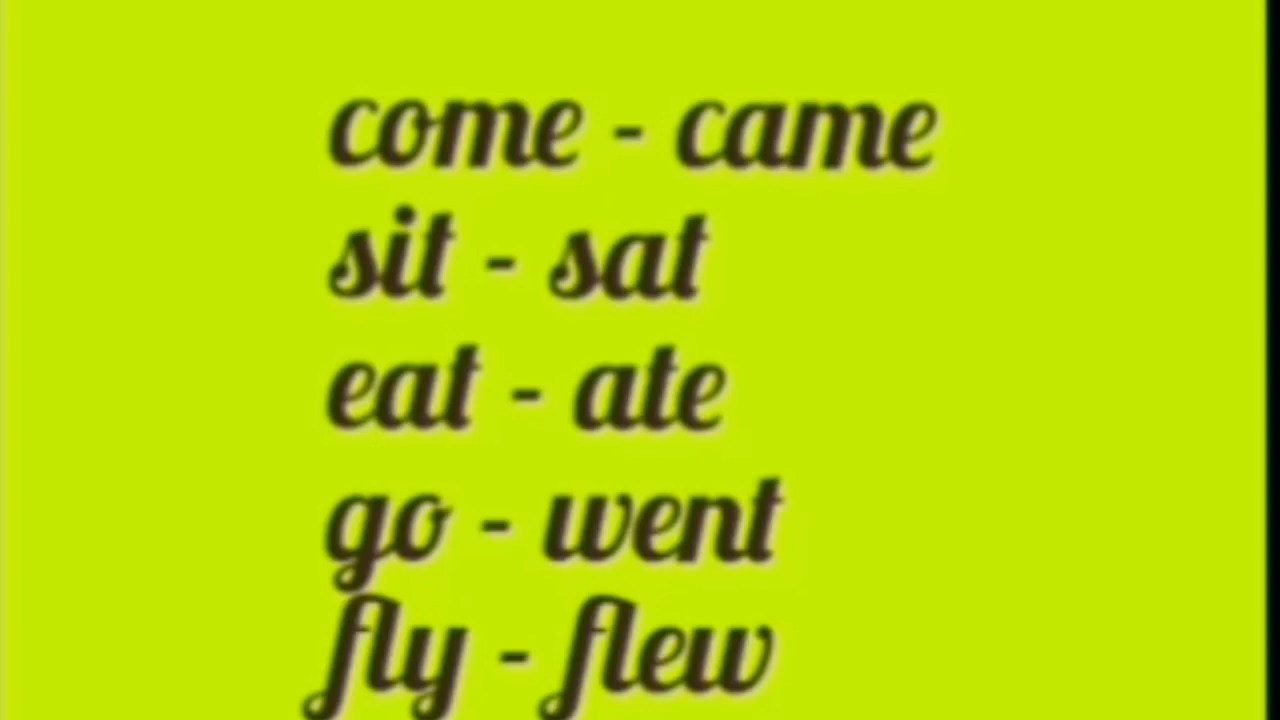 come - came
sit - sat
eat - ate
go - went
fly - flew